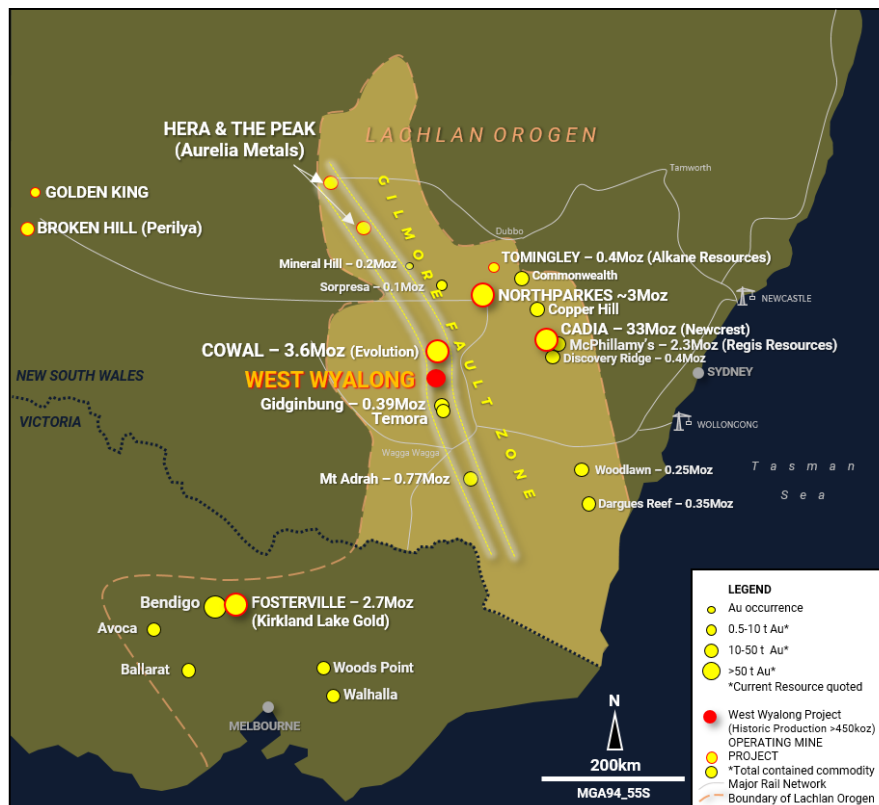 LACHLAN OROGEN
HERA & THE PEAK
(Aurelia Metals)
Tamworth
GILMORE FAULT ZONE
GOLDEN KING
BROKEN HILL (Perilya)
Dubbo
TOMINGLEY – 0.4Moz (Alkane Resources)
Mineral Hill – 0.2Moz
Commonwealth
Sorpresa – 0.1Moz
NORTHPARKES ~3Moz
NEWCASTLE
Copper Hill
CADIA – 33Moz (Newcrest)
McPhillamy's – 2.3Moz (Regis Resources)
COWAL – 3.6Moz (Evolution)
Discovery Ridge – 0.4Moz
NEW SOUTH WALES
WEST WYALONG
SYDNEY
VICTORIA
Gidginbung – 0.39Moz
Temora
WOLLONGONG
Wagga Wagga
Mt Adrah – 0.77Moz
Woodlawn – 0.25Moz
Tasman
Sea
Dargues Reef – 0.35Moz
Bendigo
FOSTERVILLE – 2.7Moz
(Kirkland Lake Gold)
Avoca
Ballarat
Woods Point
Walhalla
MELBOURNE
N
200km
MGA94_55S
LEGEND
Au occurrence
0.5-10 t Au*
10-50 t Au*
>50 t Au*
*Current Resource quoted
West Wyalong Project
(Historic Production >450koz)
OPERATING MINE
PROJECT
*Total contained commodity
Major Rail Network
Boundary of Lachlan Orogen